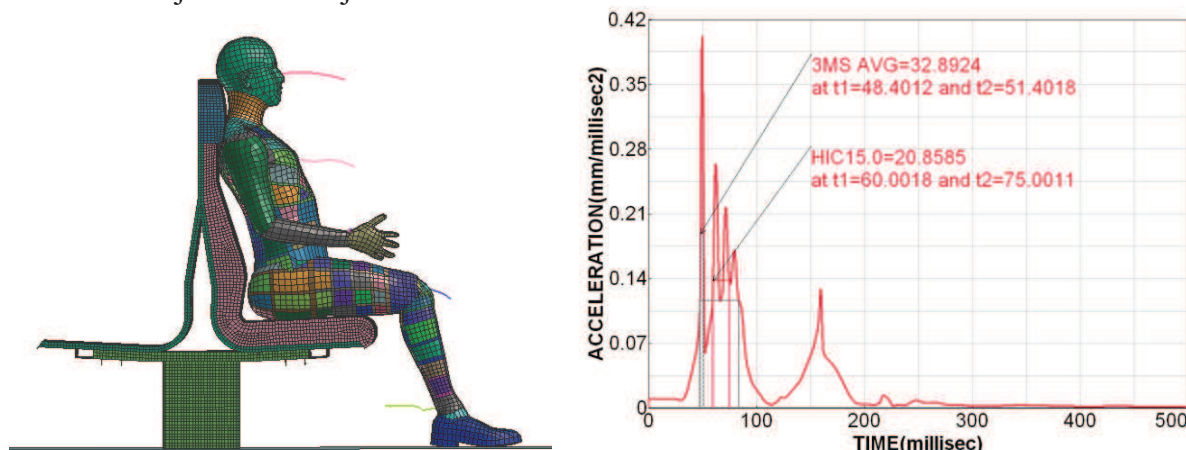 0.42
0.35
0.28
0.21
0.14
0.07
0
ACCELERATION(mm/millisec2)
3MS AVG=32.8924
at t1=48.4012 and t2=51.4018
HIC15.0=20.8585
at t1=60.0018 and t2=75.0011
0
100
200
300
400
500
TIME(millisec)